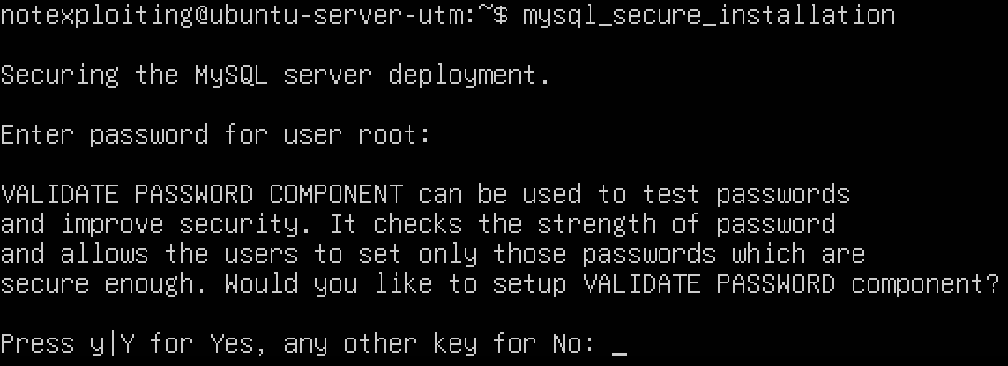 notexploiting@ubuntu-server-utm:~$ mysql_secure_installation
Securing the MySQL server deployment.
Enter password for user root:
VALIDATE PASSWORD COMPONENT can be used to test passwords
and improve security. It checks the strength of password
and allows the users to set only those passwords which are
secure enough. Would you like to setup VALIDATE PASSWORD component?
Press y|Y for Yes, any other key for No: _